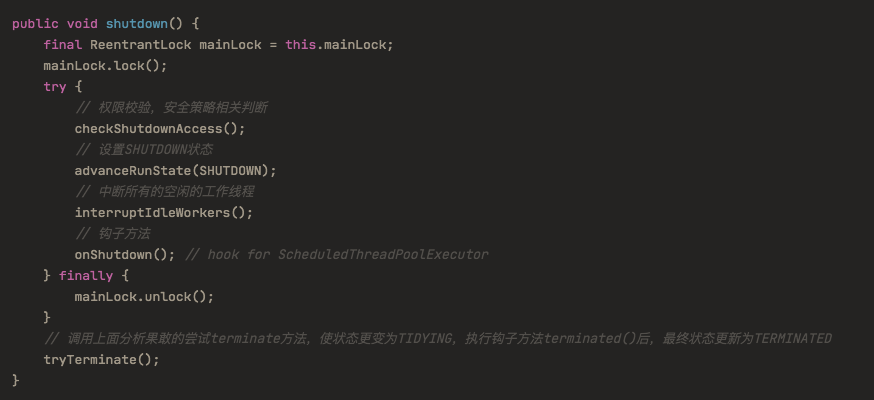 public void shutdown() {
    final ReentrantLock mainLock = this.mainLock;
    mainLock.lock();
    try {
        // 权限校验，安全策略相关判断
        checkShutdownAccess();
        // 设置SHUTDOWN状态
        advanceRunState(SHUTDOWN);
        // 中断所有的空闲的工作线程
        interruptIdleWorkers();
        // 钩子方法
        onShutdown(); // hook for ScheduledThreadPoolExecutor
    } finally {
        mainLock.unlock();
    }
    // 调用上面分析果敢的尝试terminate方法，使状态更变为TIDYING，执行钩子方法terminated()后，最终状态更新为TERMINATED
    tryTerminate();
}